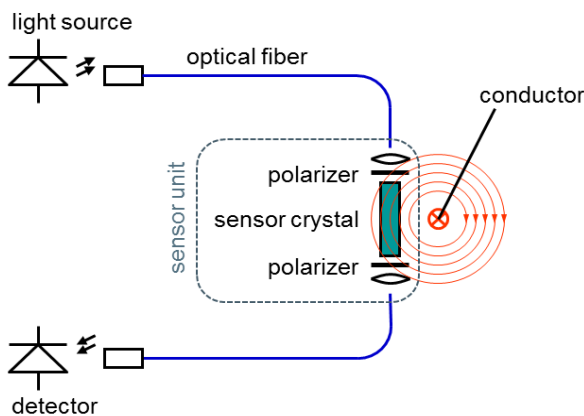 light source
optical fiber
conductor
polarizer
sensor unit
sensor crystal
polarizer
detector